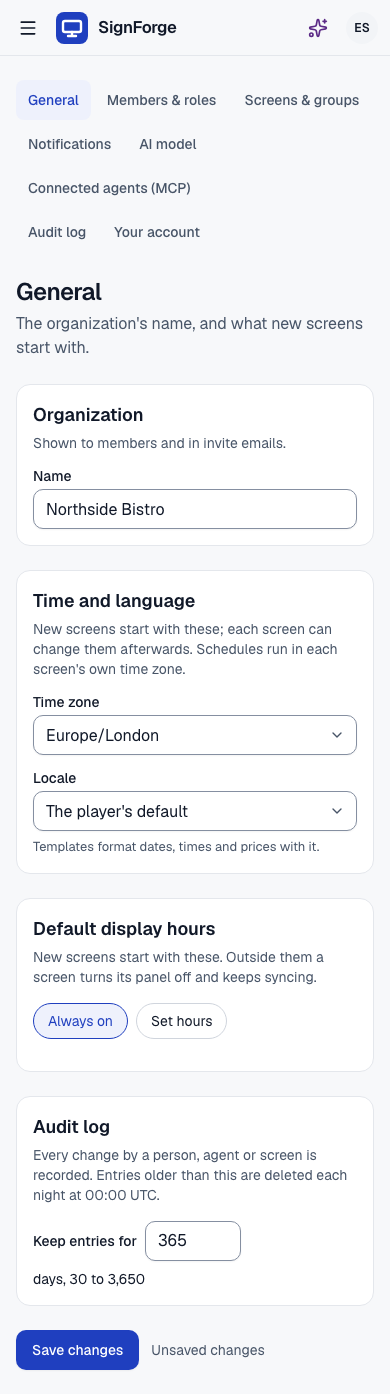 SignForge
ES
General Members & roles Screens & groups
Notifications AI model
Connected agents (MCP)
Audit log Your account
General
The organization's name, and what new screens
start with.
Organization
Shown to members and in invite emails.
Name
Northside Bistro
Time and language
New screens start with these; each screen can
change them afterwards. Schedules run in each
screen's own time zone.
Time zone
Europe/London
Locale
The player's default
Templates format dates, times and prices with it.
Default display hours
New screens start with these. Outside them a
screen turns its panel off and keeps syncing.
Always on Set hours
Audit log
Every change by a person, agent or screen is
recorded. Entries older than this are deleted each
night at 00:00 UTC.
Keep entries for 365
days, 30 to 3,650
Save changes Unsaved changes